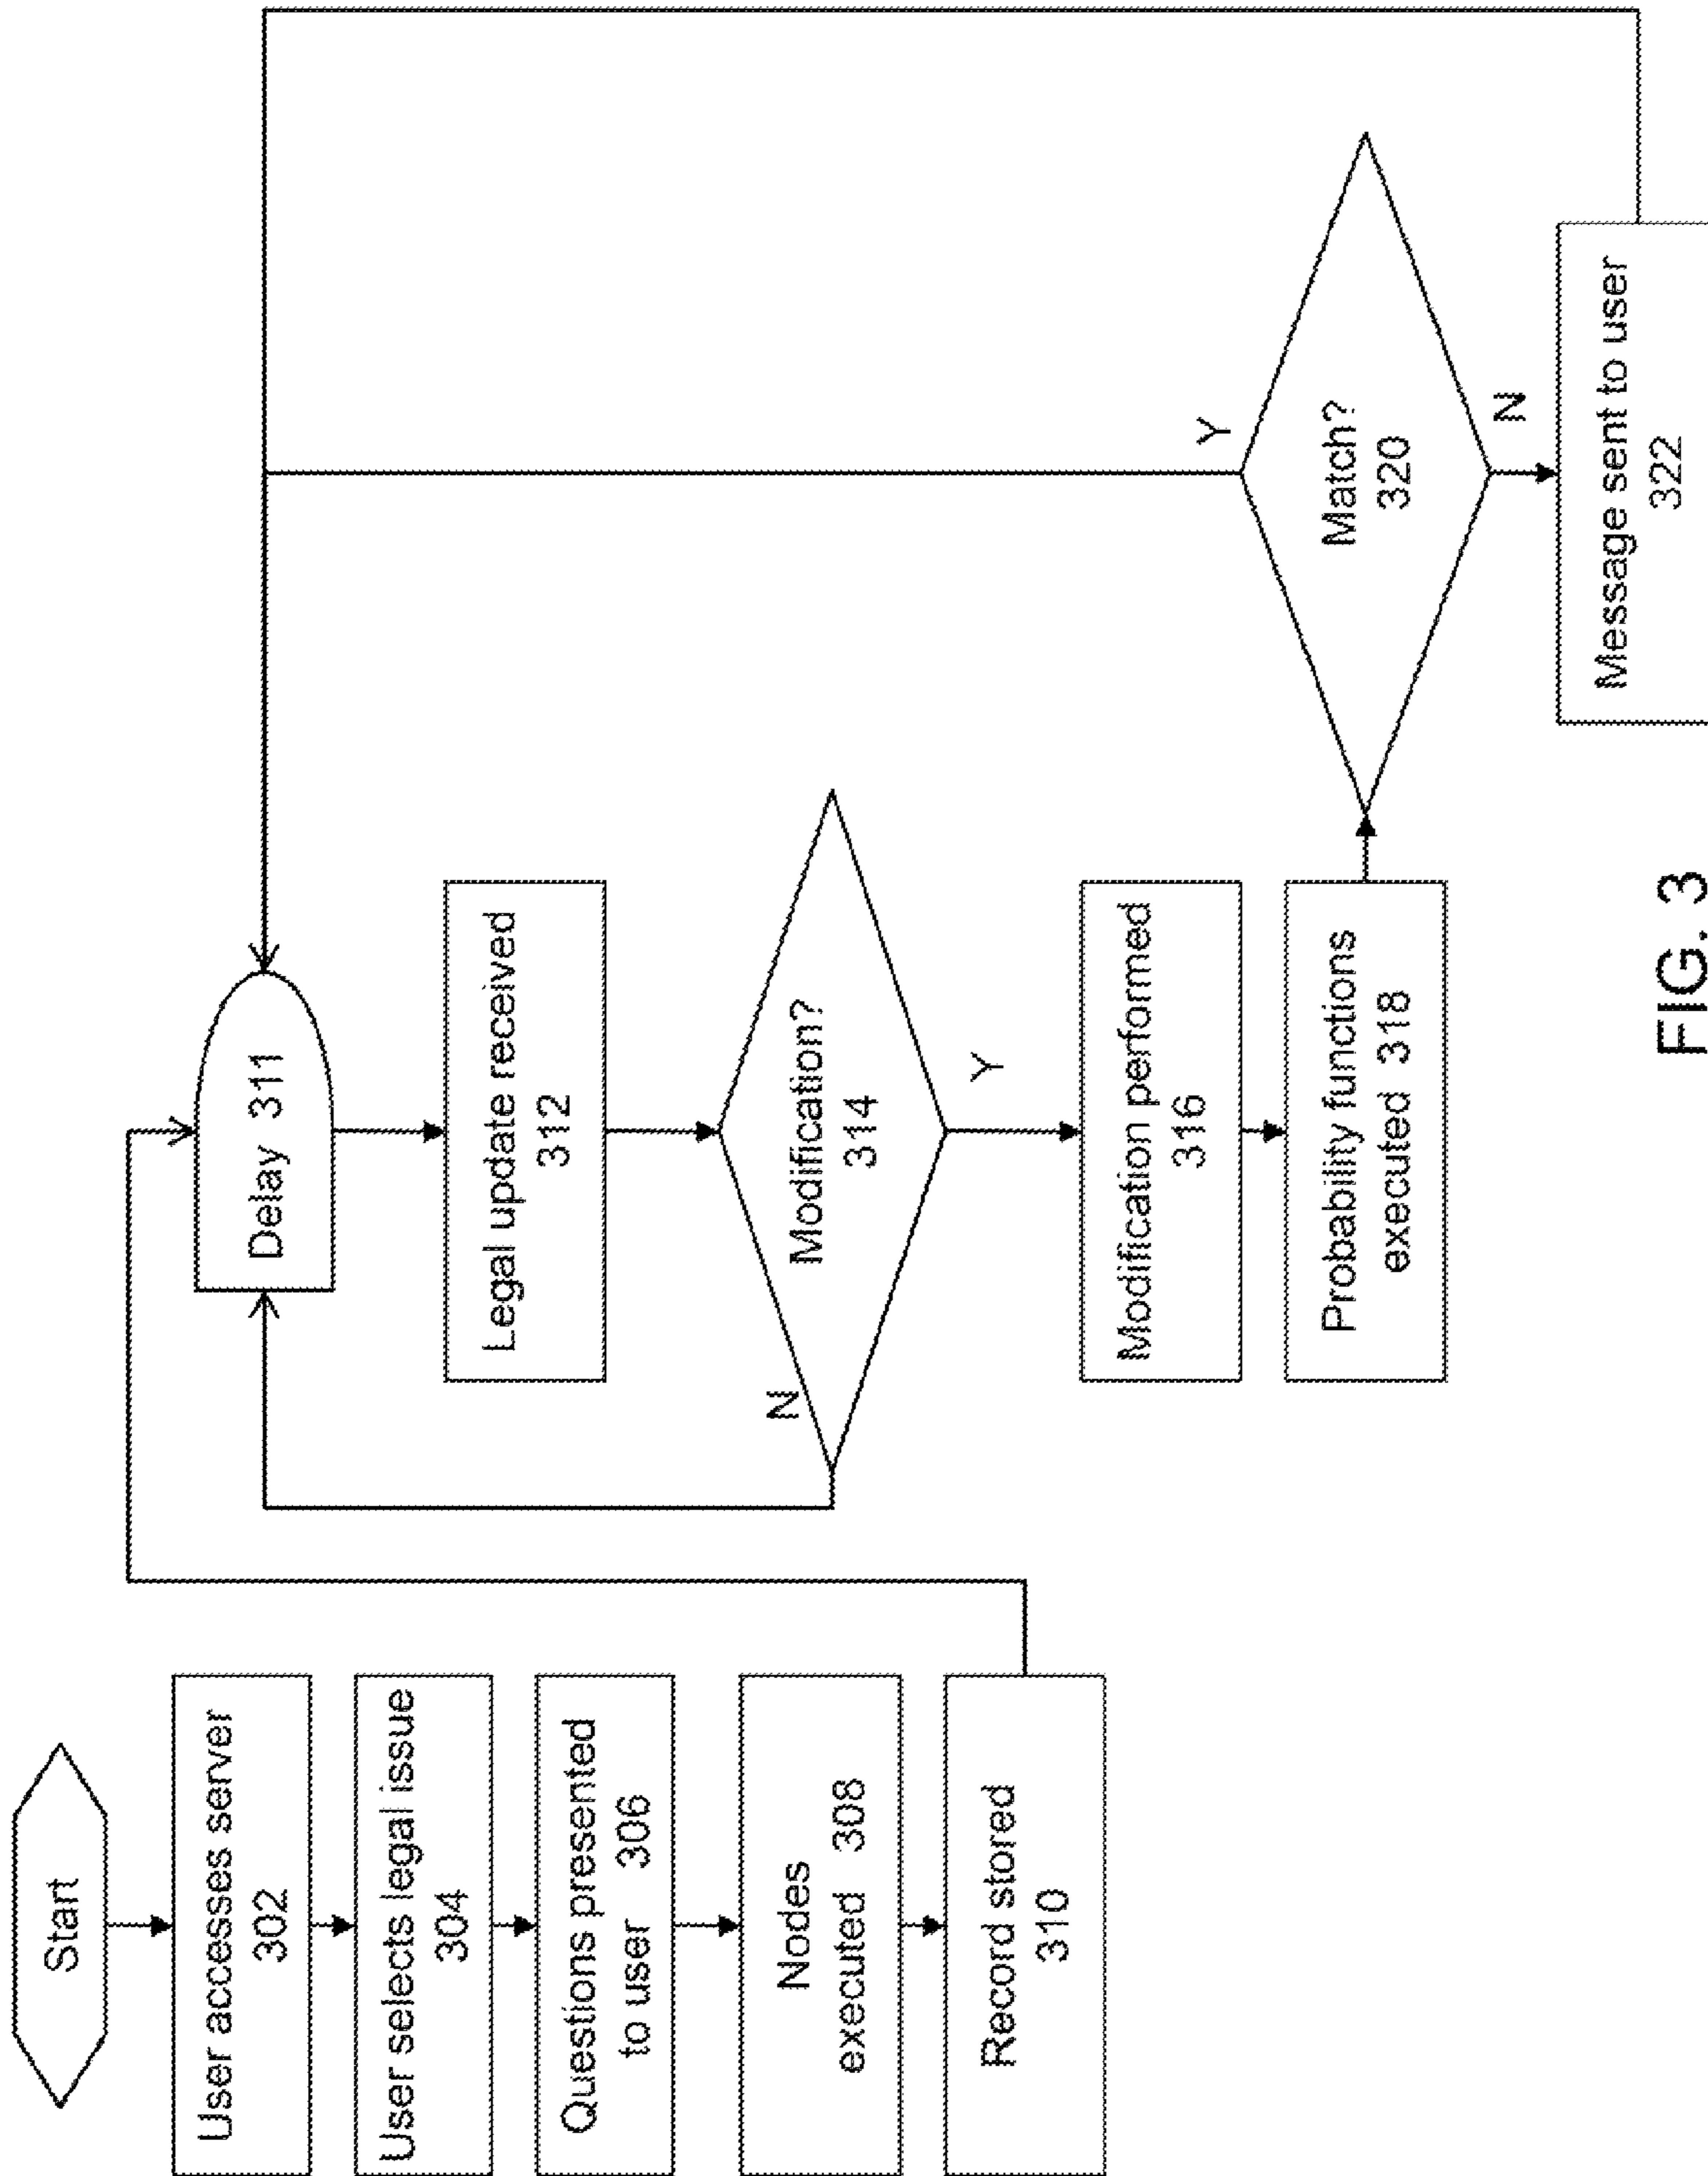 Start
User accesses server
302
User selects legal issue
304
Questions presented
to user 306
Nodes
executed 308
Record stored
310
Delay 311
Legal update received
312
Modification?
314
N
Y
Modification performed
316
Probability functions
executed 318
Match?
320
Y
N
Message sent to user
322
FIG. 3